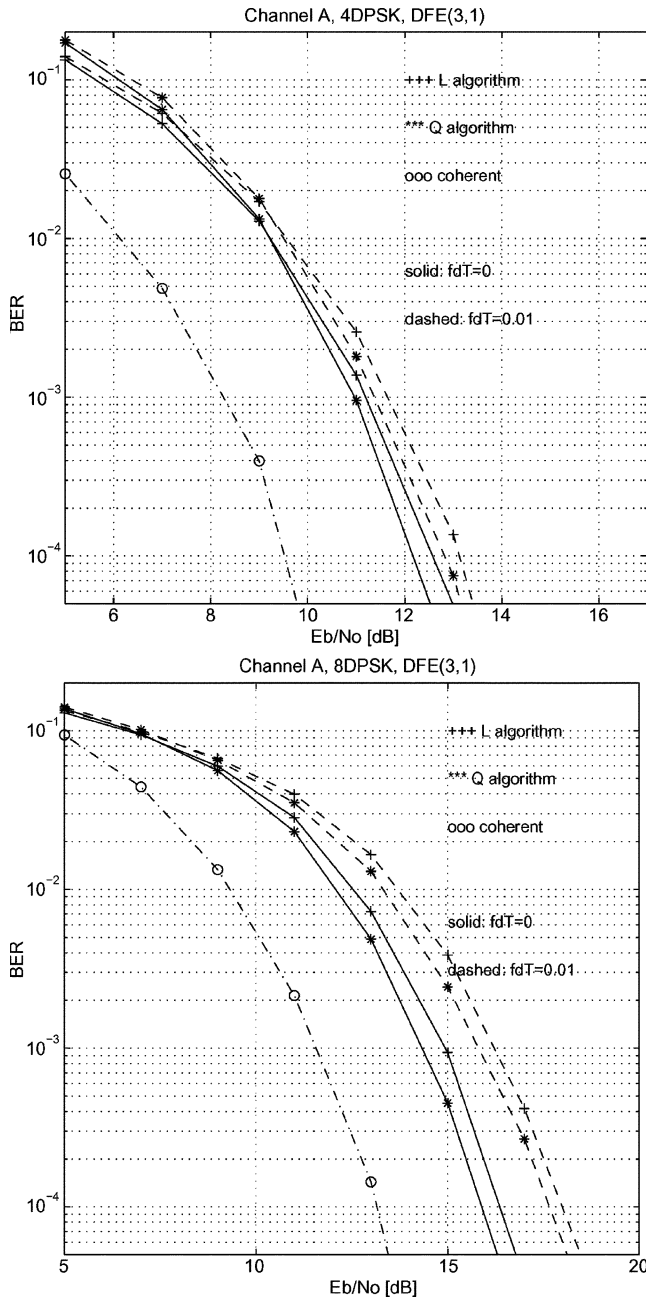 Channel A, 4DPSK, DFE(3,1)
10⁻¹
+++ L algorithm
*** Q algorithm
ooo coherent
10⁻²
solid: fdT=0
dashed: fdT=0.01
BER
10⁻³
10⁻⁴
6 8 10 12 14 16
Eb/No [dB]
Channel A, 8DPSK, DFE(3,1)
10⁻¹
+++ L algorithm
*** Q algorithm
ooo coherent
10⁻²
solid: fdT=0
dashed: fdT=0.01
BER
10⁻³
10⁻⁴
5 10 15 20
Eb/No [dB]